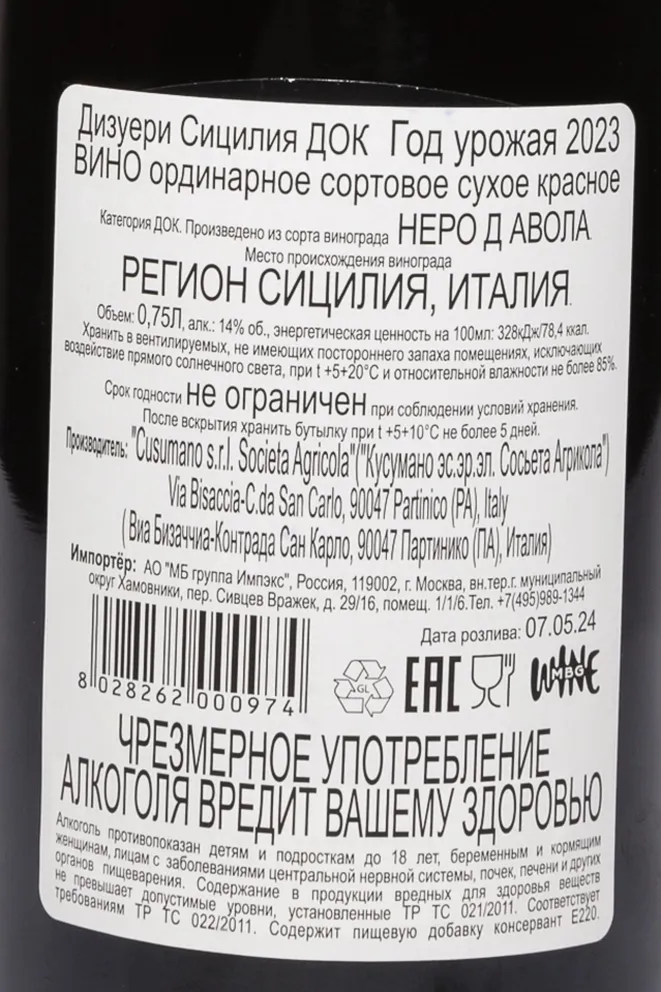 Дизуери Сицилия ДОК Год урожая 2023
ВИНО ординарное сортовое сухое красное
Категория ДОК. Произведено из сорта винограда НЕРО Д АВОЛА
Место происхождения винограда
РЕГИОН СИЦИЛИЯ, ИТАЛИЯ.
Объем: 0,75Л, алк.: 14% об., энергетическая ценность на 100мл: 328кДж/78,4 ккал.
Хранить в вентилируемых, не имеющих постороннего запаха помещениях, исключающих
воздействие прямого солнечного света, при t +5+20°C и относительной влажности не более 85%.
Срок годности не ограничен при соблюдении условий хранения.
После вскрытия хранить бутылку при t +5+10°C не более 5 дней.
Производитель: "Cusumano s.r.l. Societa Agricola"("Кусумано эс.эр.эл. Сосьета Агрикола")
Via Bisaccia-C.da San Carlo, 90047 Partinico (PA), Italy
( Виа Бизаччиа-Контрада Сан Карло, 90047 Партинико (ПА), Италия)
Импортёр: АО "МБ группа Импэкс", Россия, 119002, г. Москва, вн.тер.г. муниципальный
округ Хамовники, пер. Сивцев Вражек, д. 29/16, помещ. 1/1/6.Тел. +7(495)989-1344
Дата розлива: 07.05.24
8 028262 000974
GL EAC WINE MBG
ЧРЕЗМЕРНОЕ УПОТРЕБЛЕНИЕ
АЛКОГОЛЯ ВРЕДИТ ВАШЕМУ ЗДОРОВЬЮ
Алкоголь противопоказан детям и подросткам до 18 лет, беременным и кормящим
женщинам, лицам с заболеваниями центральной нервной системы, почек, печени и других
органов пищеварения. Содержание в продукции вредных для здоровья веществ
не превышает допустимые уровни, установленные ТР ТС 021/2011. Соответствует
требованиям ТР ТС 022/2011. Содержит пищевую добавку консервант Е220.